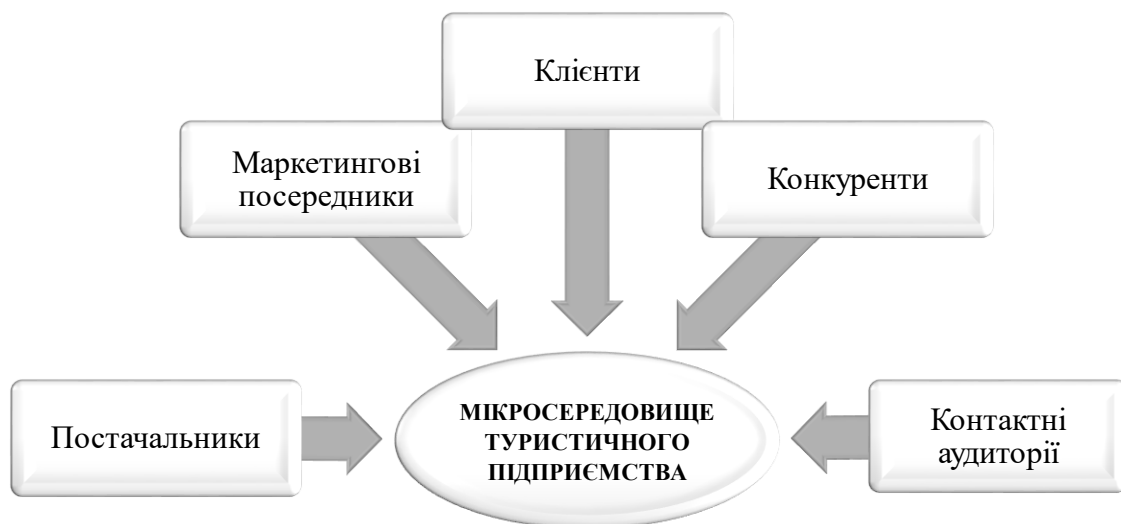 Клієнти
Маркетингові
посередники
Конкуренти
Постачальники
МІКРОСЕРЕДОВИЩЕ
ТУРИСТИЧНОГО
ПІДПРИЄМСТВА
Контактні
аудиторії